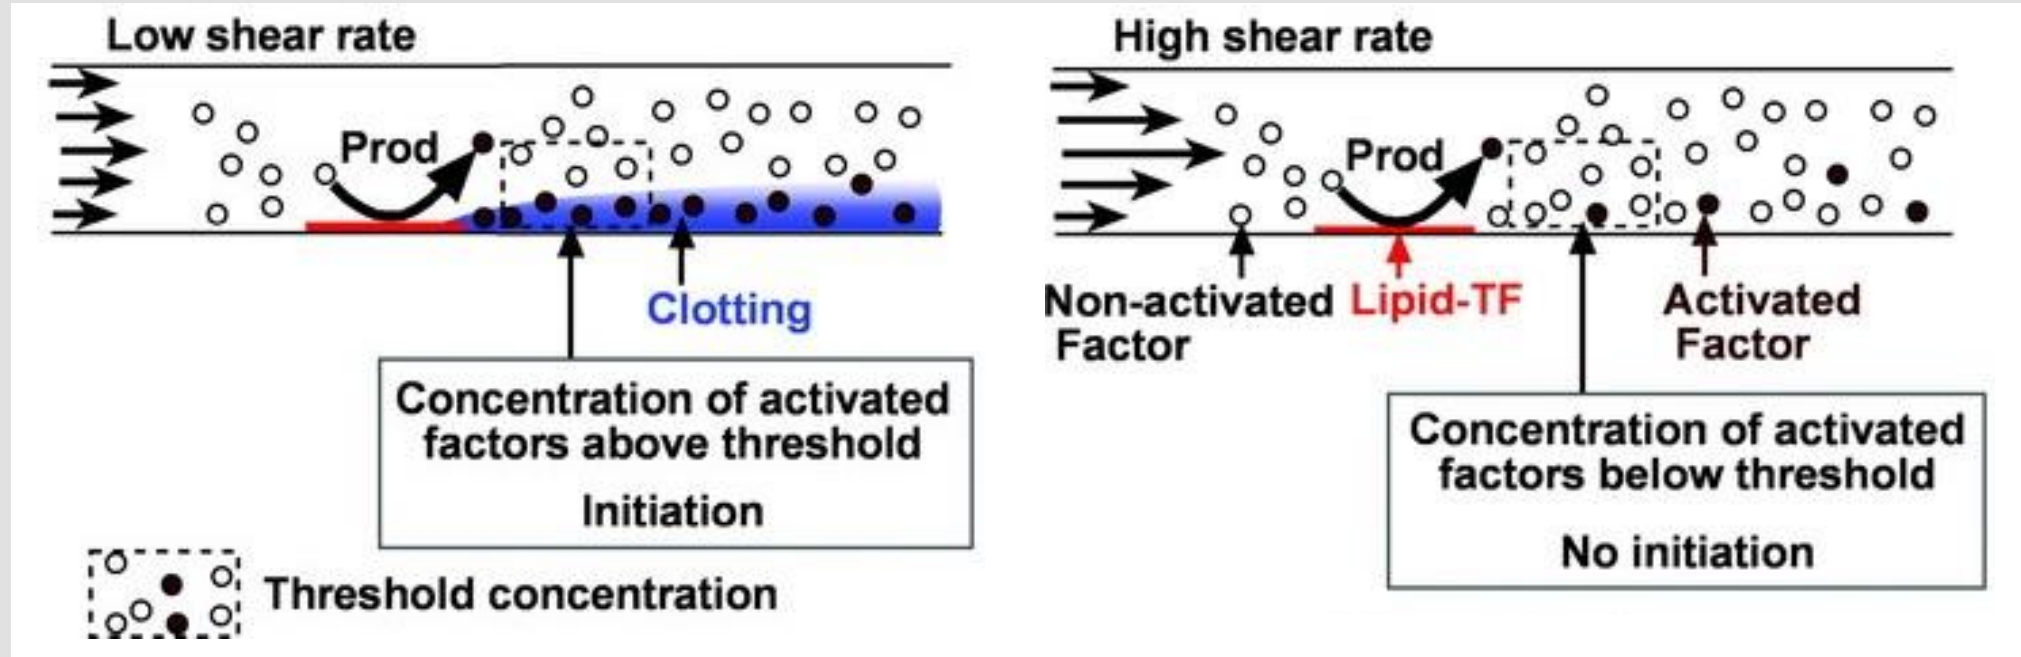 Low shear rate
Prod
Clotting
Concentration of activated
factors above threshold
Initiation
Threshold concentration
High shear rate
Prod
Non-activated
Factor
Lipid-TF
Activated
Factor
Concentration of activated
factors below threshold
No initiation